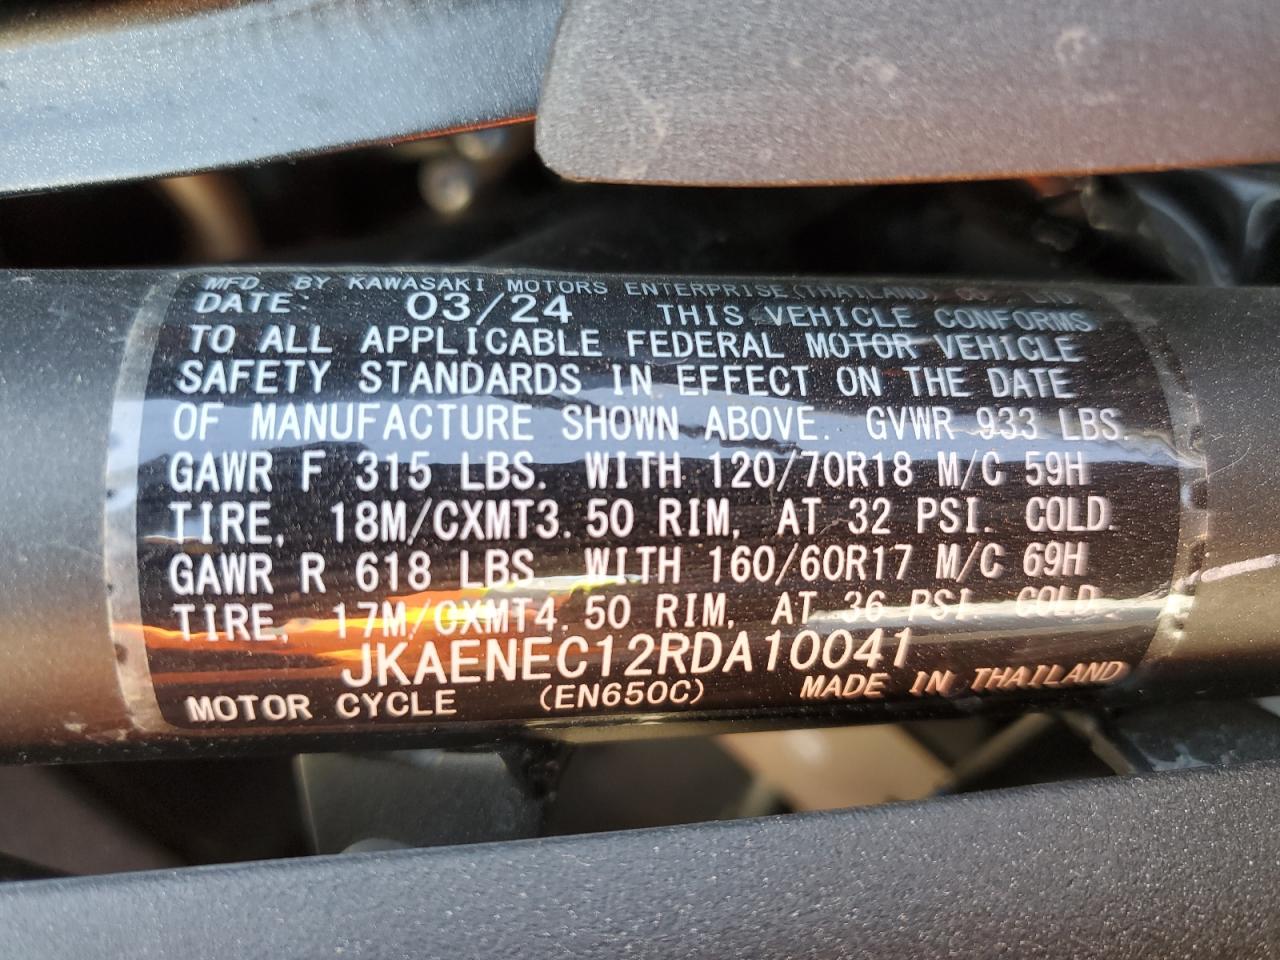 MFD. BY KAWASAKI MOTORS ENTERPRISE (THAILAND) CO., LTD.
DATE: 03/24 THIS VEHICLE CONFORMS
TO ALL APPLICABLE FEDERAL MOTOR VEHICLE
SAFETY STANDARDS IN EFFECT ON THE DATE
OF MANUFACTURE SHOWN ABOVE. GVWR 933 LBS.
GAWR F 315 LBS. WITH 120/70R18 M/C 59H
TIRE, 18M/CXMT3.50 RIM, AT 32 PSI. COLD.
GAWR R 618 LBS. WITH 160/60R17 M/C 69H
TIRE, 17M/CXMT4.50 RIM, AT 36 PSI. COLD.
JKAENEC12RDA10041
MOTOR CYCLE (EN650C) MADE IN THAILAND